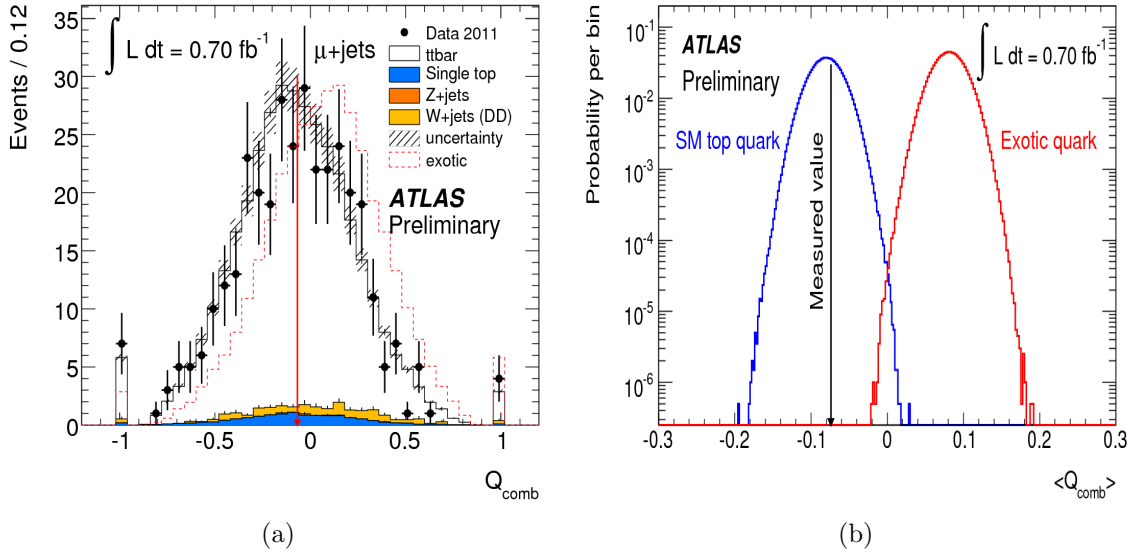 Events / 0.12
35
30
25
20
15
10
5
0
∫ L dt = 0.70 fb-1
μ+jets
Data 2011
ttbar
Single top
Z+jets
W+jets (DD)
uncertainty
exotic
ATLAS
Preliminary
-1 -0.5 0 0.5 1
Qcomb
(a)
Probability per bin
10-1
10-2
10-3
10-4
10-5
10-6
ATLAS
Preliminary
∫ L dt = 0.70 fb-1
SM top quark
Measured value
Exotic quark
-0.3 -0.2 -0.1 0 0.1 0.2 0.3
<Qcomb>
(b)